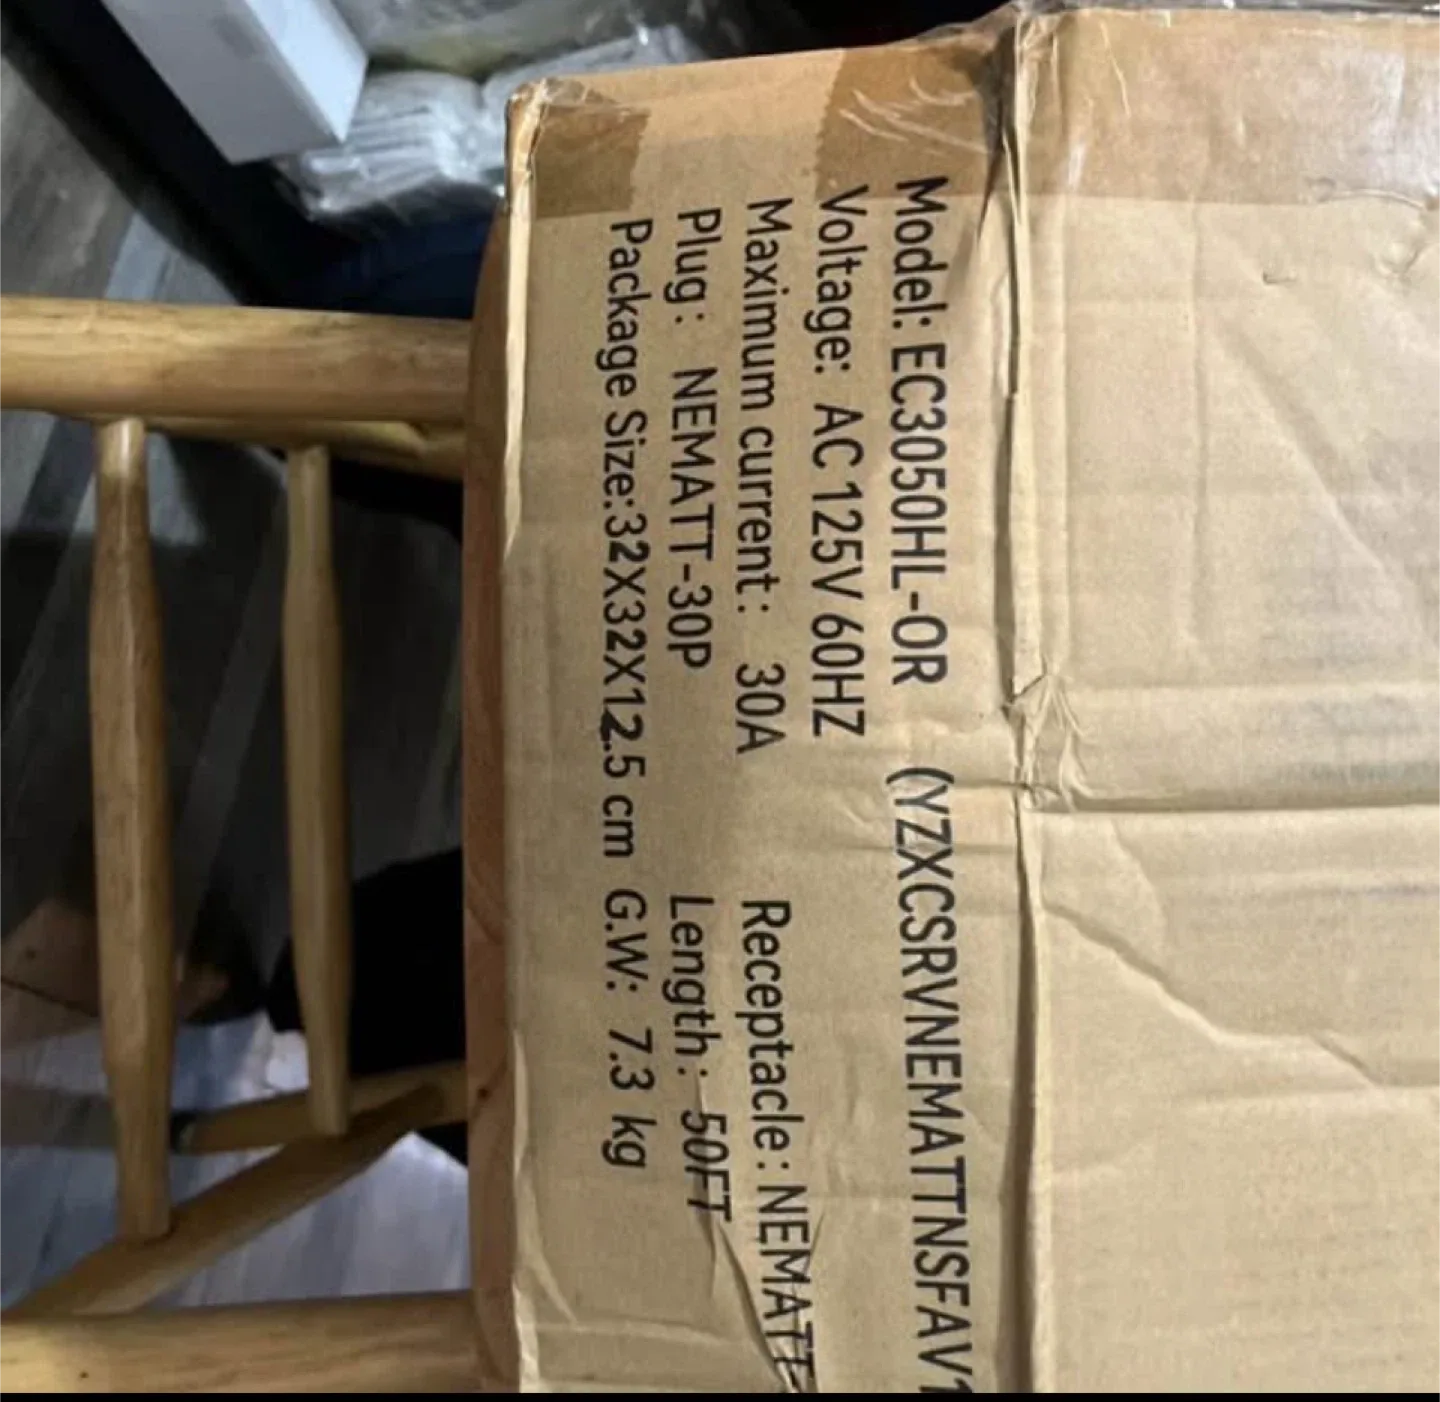 Model: EC3050HL-OR (YZXCSRVNEMATTNSFAV1
Voltage: AC 125V 60HZ
Maximum current: 30A Receptacle: NEMATT-
Plug: NEMATT-30P Length: 50FT
Package Size:32X32X12.5 cm G.W: 7.3 kg